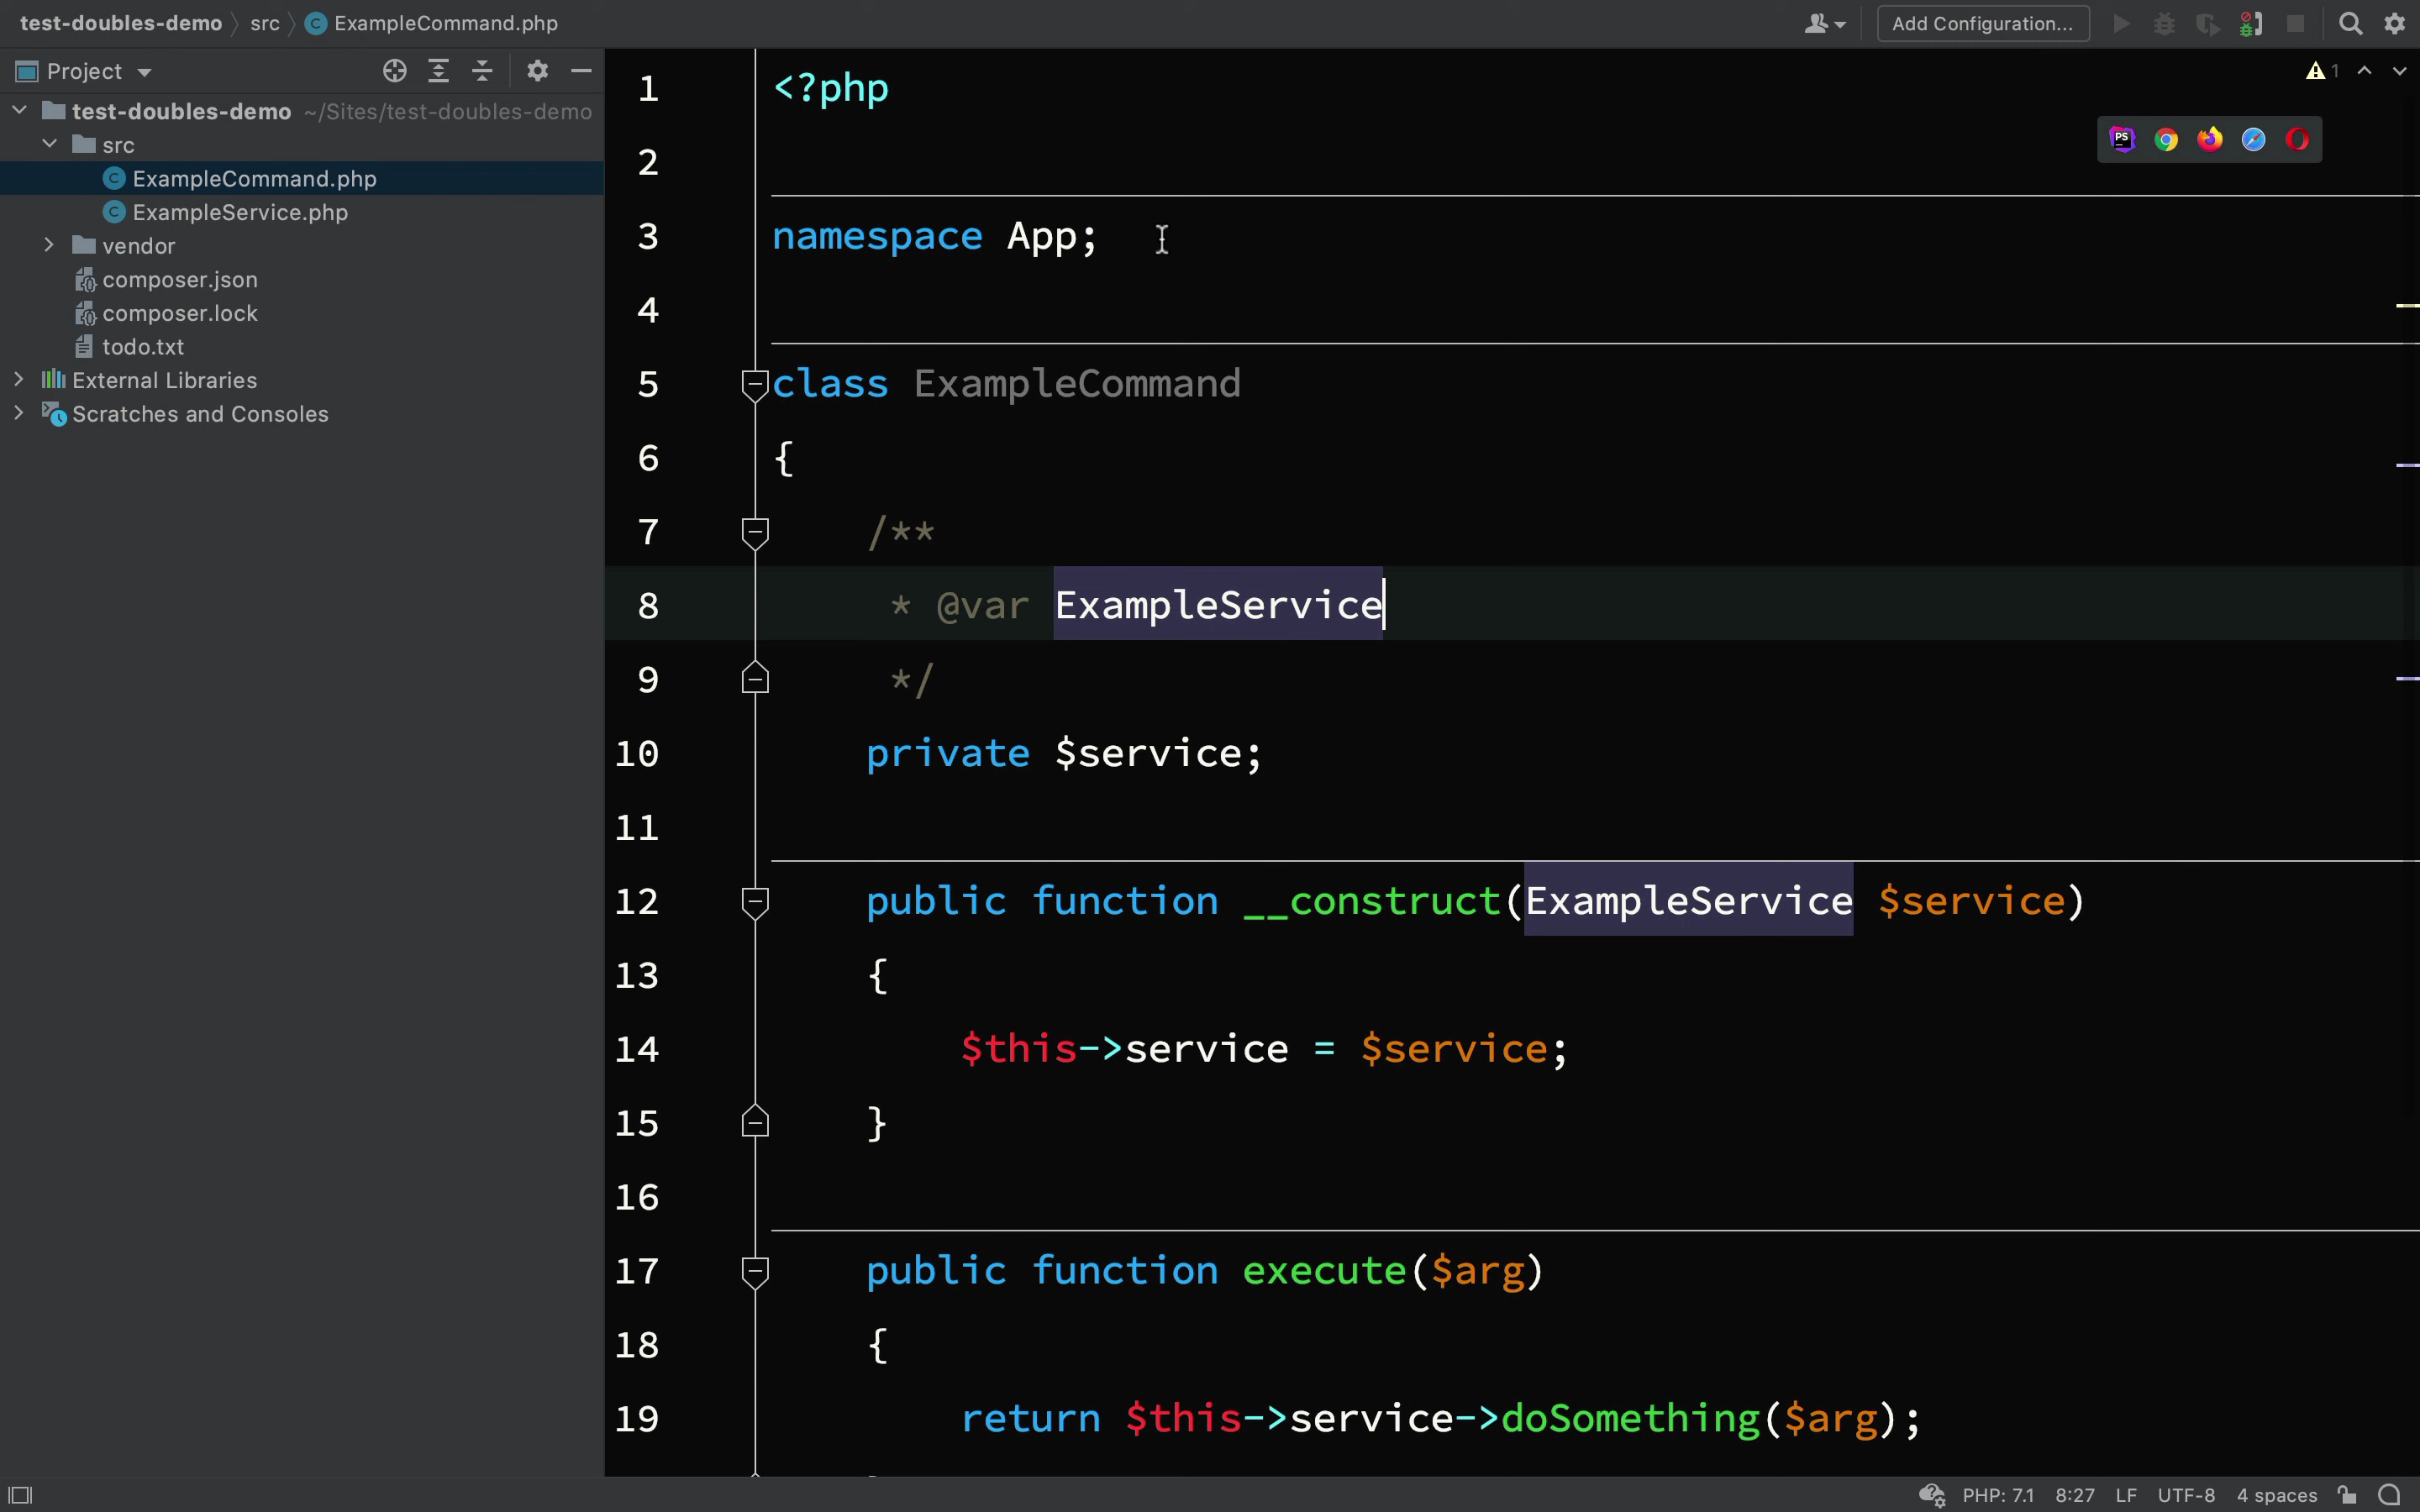 test-doubles-demo src ExampleCommand.php
Add Configuration...
Project
test-doubles-demo ~/Sites/test-doubles-demo
src
ExampleCommand.php
ExampleService.php
vendor
composer.json
composer.lock
todo.txt
External Libraries
Scratches and Consoles
1 <?php
2
3 namespace App;
4
5 class ExampleCommand
6 {
7 /**
8 * @var ExampleService
9 */
10 private $service;
11
12 public function __construct(ExampleService $service)
13 {
14 $this->service = $service;
15 }
16
17 public function execute($arg)
18 {
19 return $this->service->doSomething($arg);
1
PS
PHP: 7.1 8:27 LF UTF-8 4 spaces